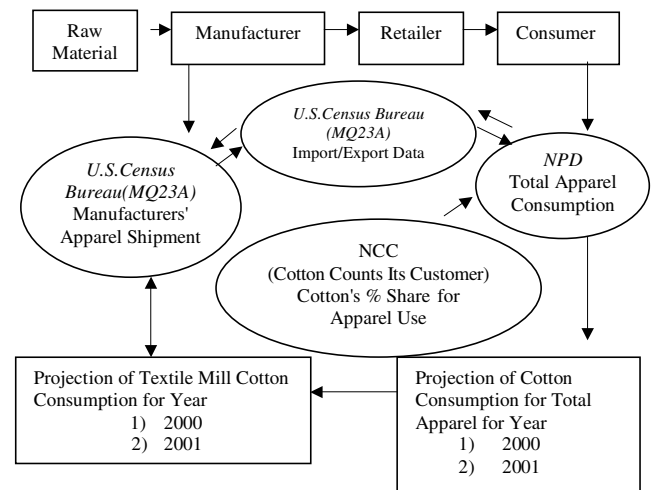 Raw
Material
Manufacturer
Retailer
Consumer
U.S.Census Bureau
(MQ23A)
Import/Export Data
U.S.Census
Bureau(MQ23A)
Manufacturers'
Apparel Shipment
NPD
Total Apparel
Consumption
NCC
(Cotton Counts Its Customer)
Cotton's % Share for
Apparel Use
Projection of Textile Mill Cotton
Consumption for Year
1) 2000
2) 2001
Projection of Cotton
Consumption for Total
Apparel for Year
1) 2000
2) 2001